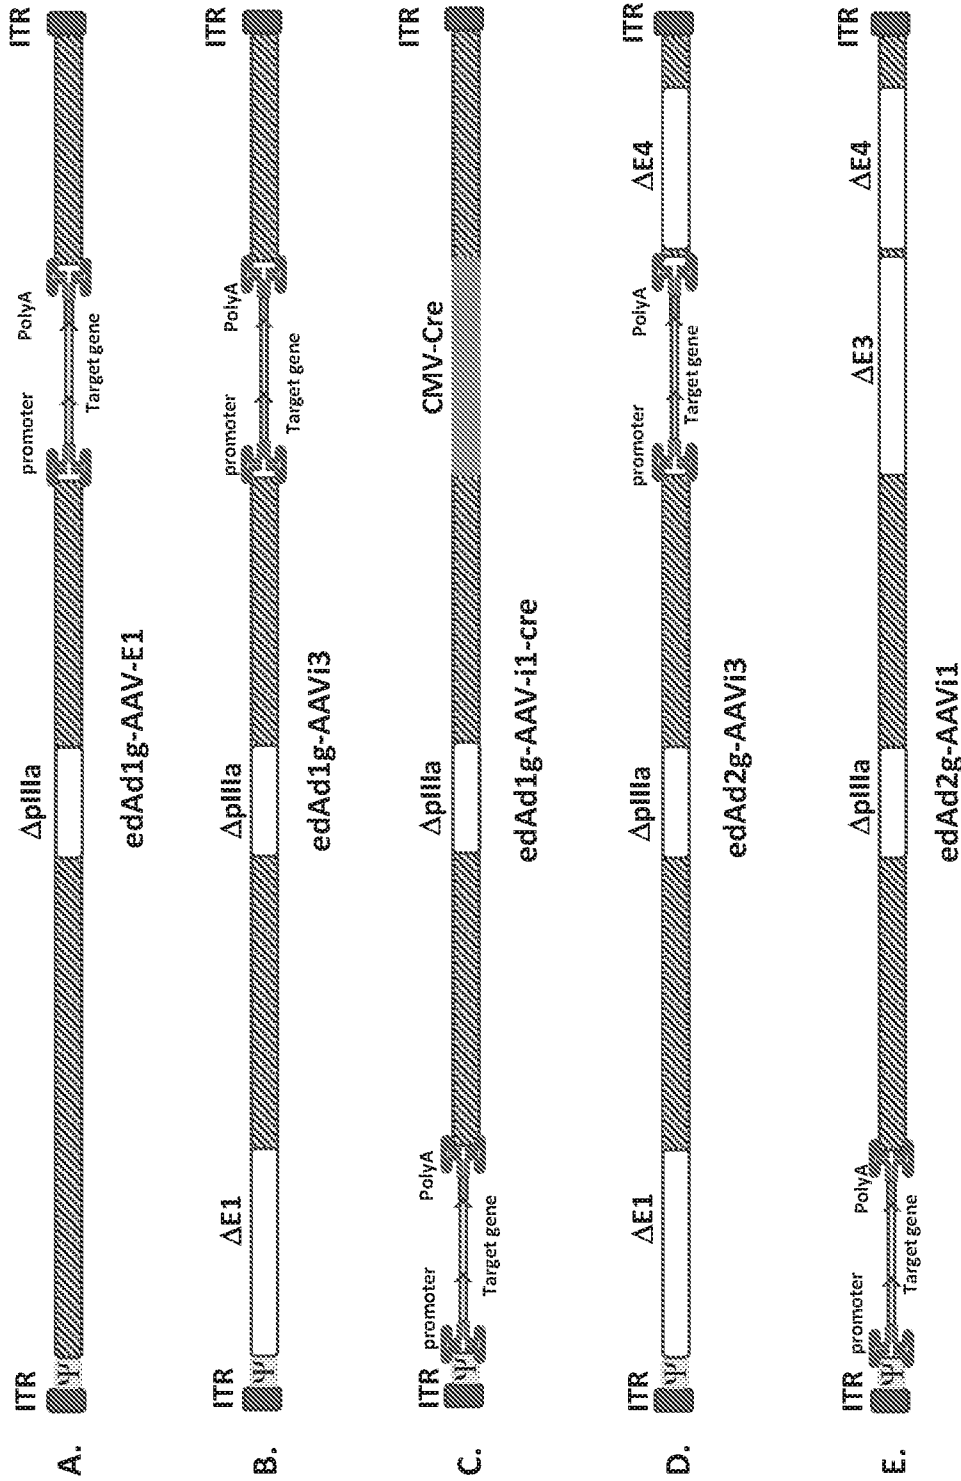 A.
ITR
Ψ
ΔpIIIa
promoter
PolyA
Target gene
ITR
edAd1g-AAV-E1
B.
ITR
Ψ
ΔE1
ΔpIIIa
promoter
PolyA
Target gene
ITR
edAd1g-AAVi3
C.
ITR
Ψ
promoter
PolyA
Target gene
ΔpIIIa
CMV-Cre
ITR
edAd1g-AAV-i1-cre
D.
ITR
Ψ
ΔE1
ΔpIIIa
promoter
PolyA
Target gene
ΔE4
ITR
edAd2g-AAVi3
E.
ITR
Ψ
promoter
PolyA
Target gene
ΔpIIIa
ΔE3
ΔE4
ITR
edAd2g-AAVi1